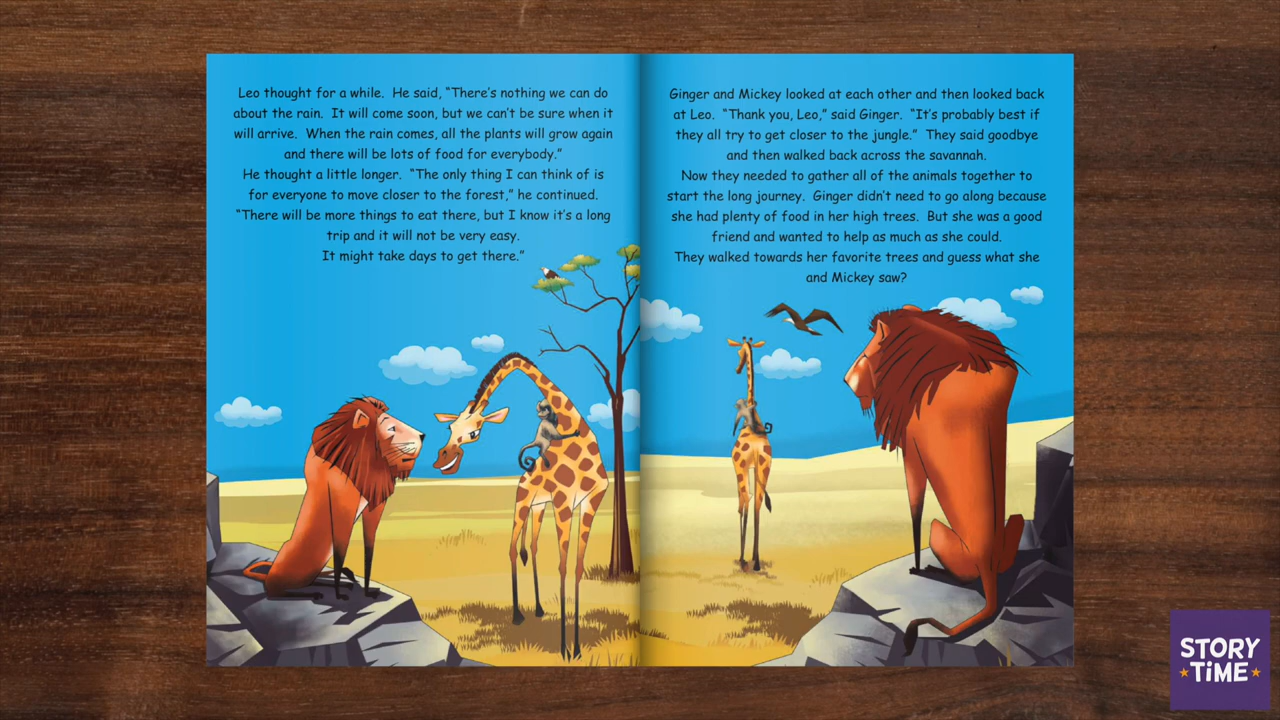 Leo thought for a while.  He said, “There’s nothing we can do
about the rain.  It will come soon, but we can’t be sure when it
will arrive.  When the rain comes, all the plants will grow again
and there will be lots of food for everybody.”
He thought a little longer.  “The only thing I can think of is
for everyone to move closer to the forest,” he continued.
“There will be more things to eat there, but I know it’s a long
trip and it will not be very easy.
It might take days to get there.”
Ginger and Mickey looked at each other and then looked back
at Leo.  “Thank you, Leo,” said Ginger.  “It’s probably best if
they all try to get closer to the jungle.”  They said goodbye
and then walked back across the savannah.
Now they needed to gather all of the animals together to
start the long journey.  Ginger didn’t need to go along because
she had plenty of food in her high trees.  But she was a good
friend and wanted to help as much as she could.
They walked towards her favorite trees and guess what she
and Mickey saw?
STORY
TiME